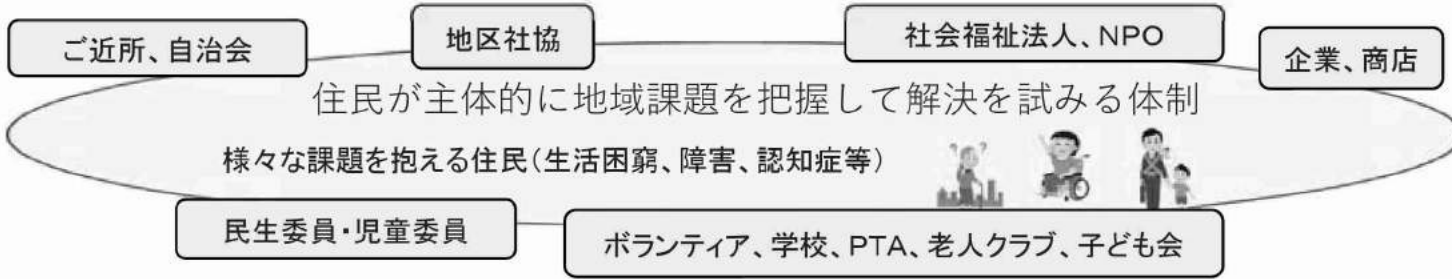 ご近所、自治会
地区社協
社会福祉法人、NPO
企業、商店
住民が主体的に地域課題を把握して解決を試みる体制
様々な課題を抱える住民(生活困窮、障害、認知症等)
民生委員・児童委員
ボランティア、学校、PTA、老人クラブ、子ども会